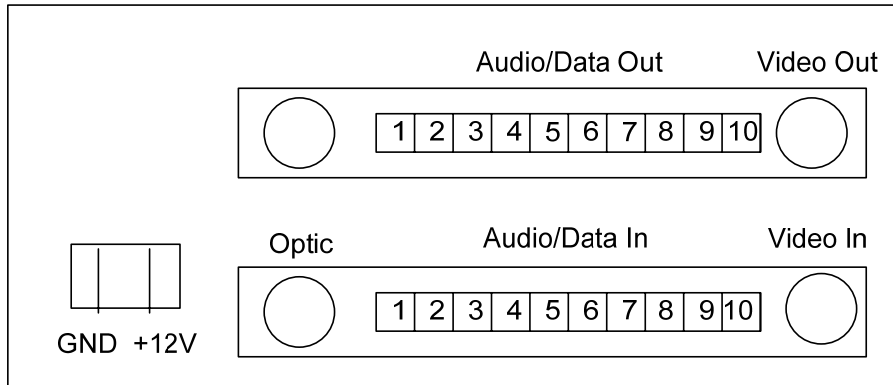 Audio/Data Out Video Out
1 2 3 4 5 6 7 8 9 10
Optic Audio/Data In Video In
1 2 3 4 5 6 7 8 9 10
GND +12V